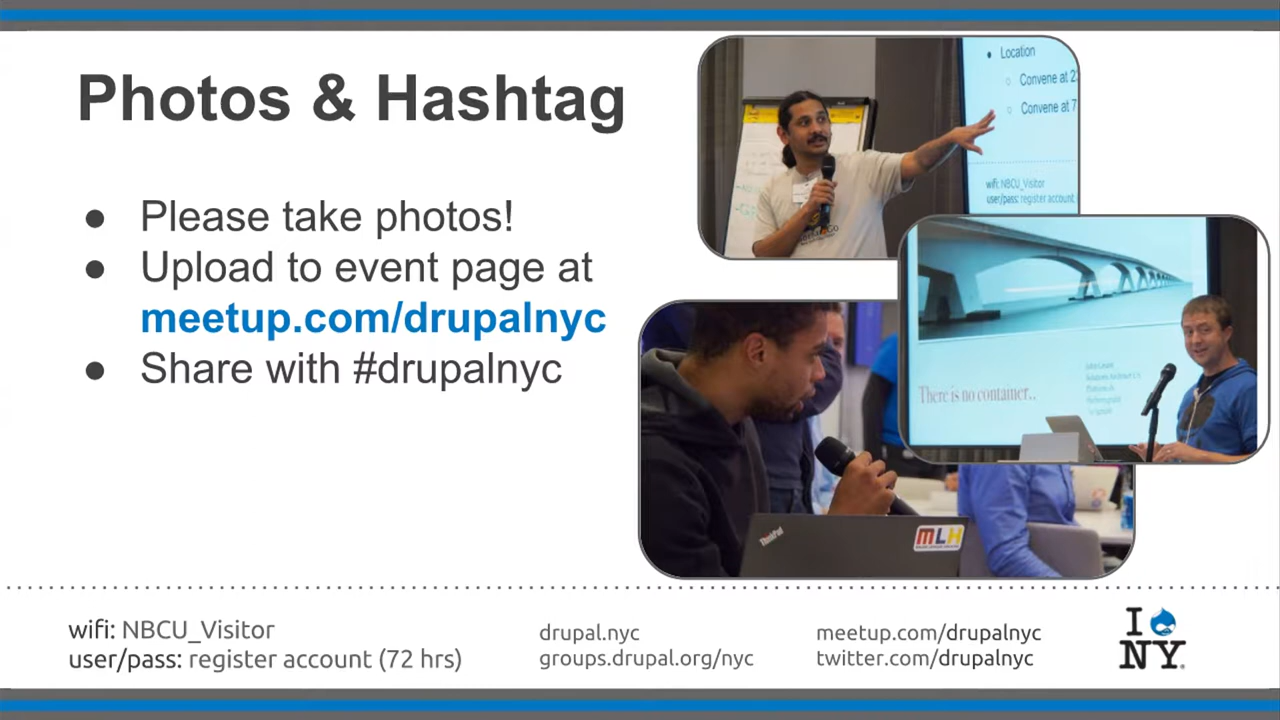 Photos & Hashtag
● Please take photos!
● Upload to event page at
meetup.com/drupalnyc
● Share with #drupalnyc
● Location
○ Convene at
○ Convene at 7
wifi: NBCU_Visitor
user/pass: register account
There is no container..
ThinkPad
MLH
wifi: NBCU_Visitor
user/pass: register account (72 hrs)
drupal.nyc
groups.drupal.org/nyc
meetup.com/drupalnyc
twitter.com/drupalnyc
I
NY